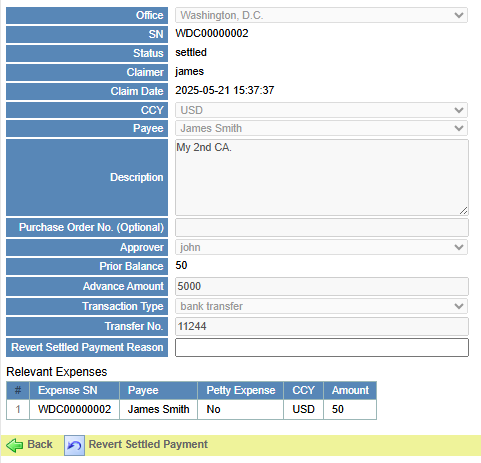 Office Washington, D.C.
SN WDC00000002
Status settled
Claimer james
Claim Date 2025-05-21 15:37:37
CCY USD
Payee James Smith
Description My 2nd CA.
Purchase Order No. (Optional)
Approver john
Prior Balance 50
Advance Amount 5000
Transaction Type bank transfer
Transfer No. 11244
Revert Settled Payment Reason
Relevant Expenses
# Expense SN Payee Petty Expense CCY Amount
1 WDC00000002 James Smith No USD 50
Back Revert Settled Payment